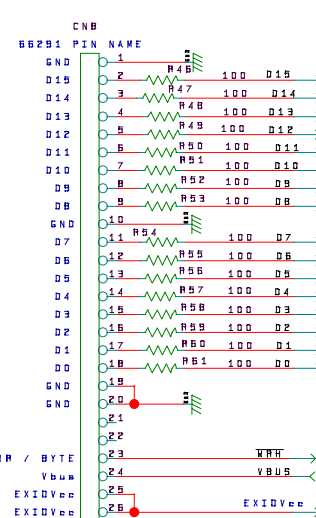 CNB
66291 PIN NAME
GND 1
D15 2 R46 100 D15
D14 3 R47 100 D14
D13 4 R48 100 D13
D12 5 R49 100 D12
D11 6 R50 100 D11
D10 7 R51 100 D10
D9 8 R52 100 D9
D8 9 R53 100 D8
GND 10
D7 11 R54 100 D7
D6 12 R55 100 D6
D5 13 R56 100 D5
D4 14 R57 100 D4
D3 15 R58 100 D3
D2 16 R59 100 D2
D1 17 R60 100 D1
D0 18 R61 100 D0
GND 19
GND 20
21
22
/ BYTE 23 WRH
Vbus 24 VBUS
EXIOVcc 25
EXIOVcc 26 EXIOVcc